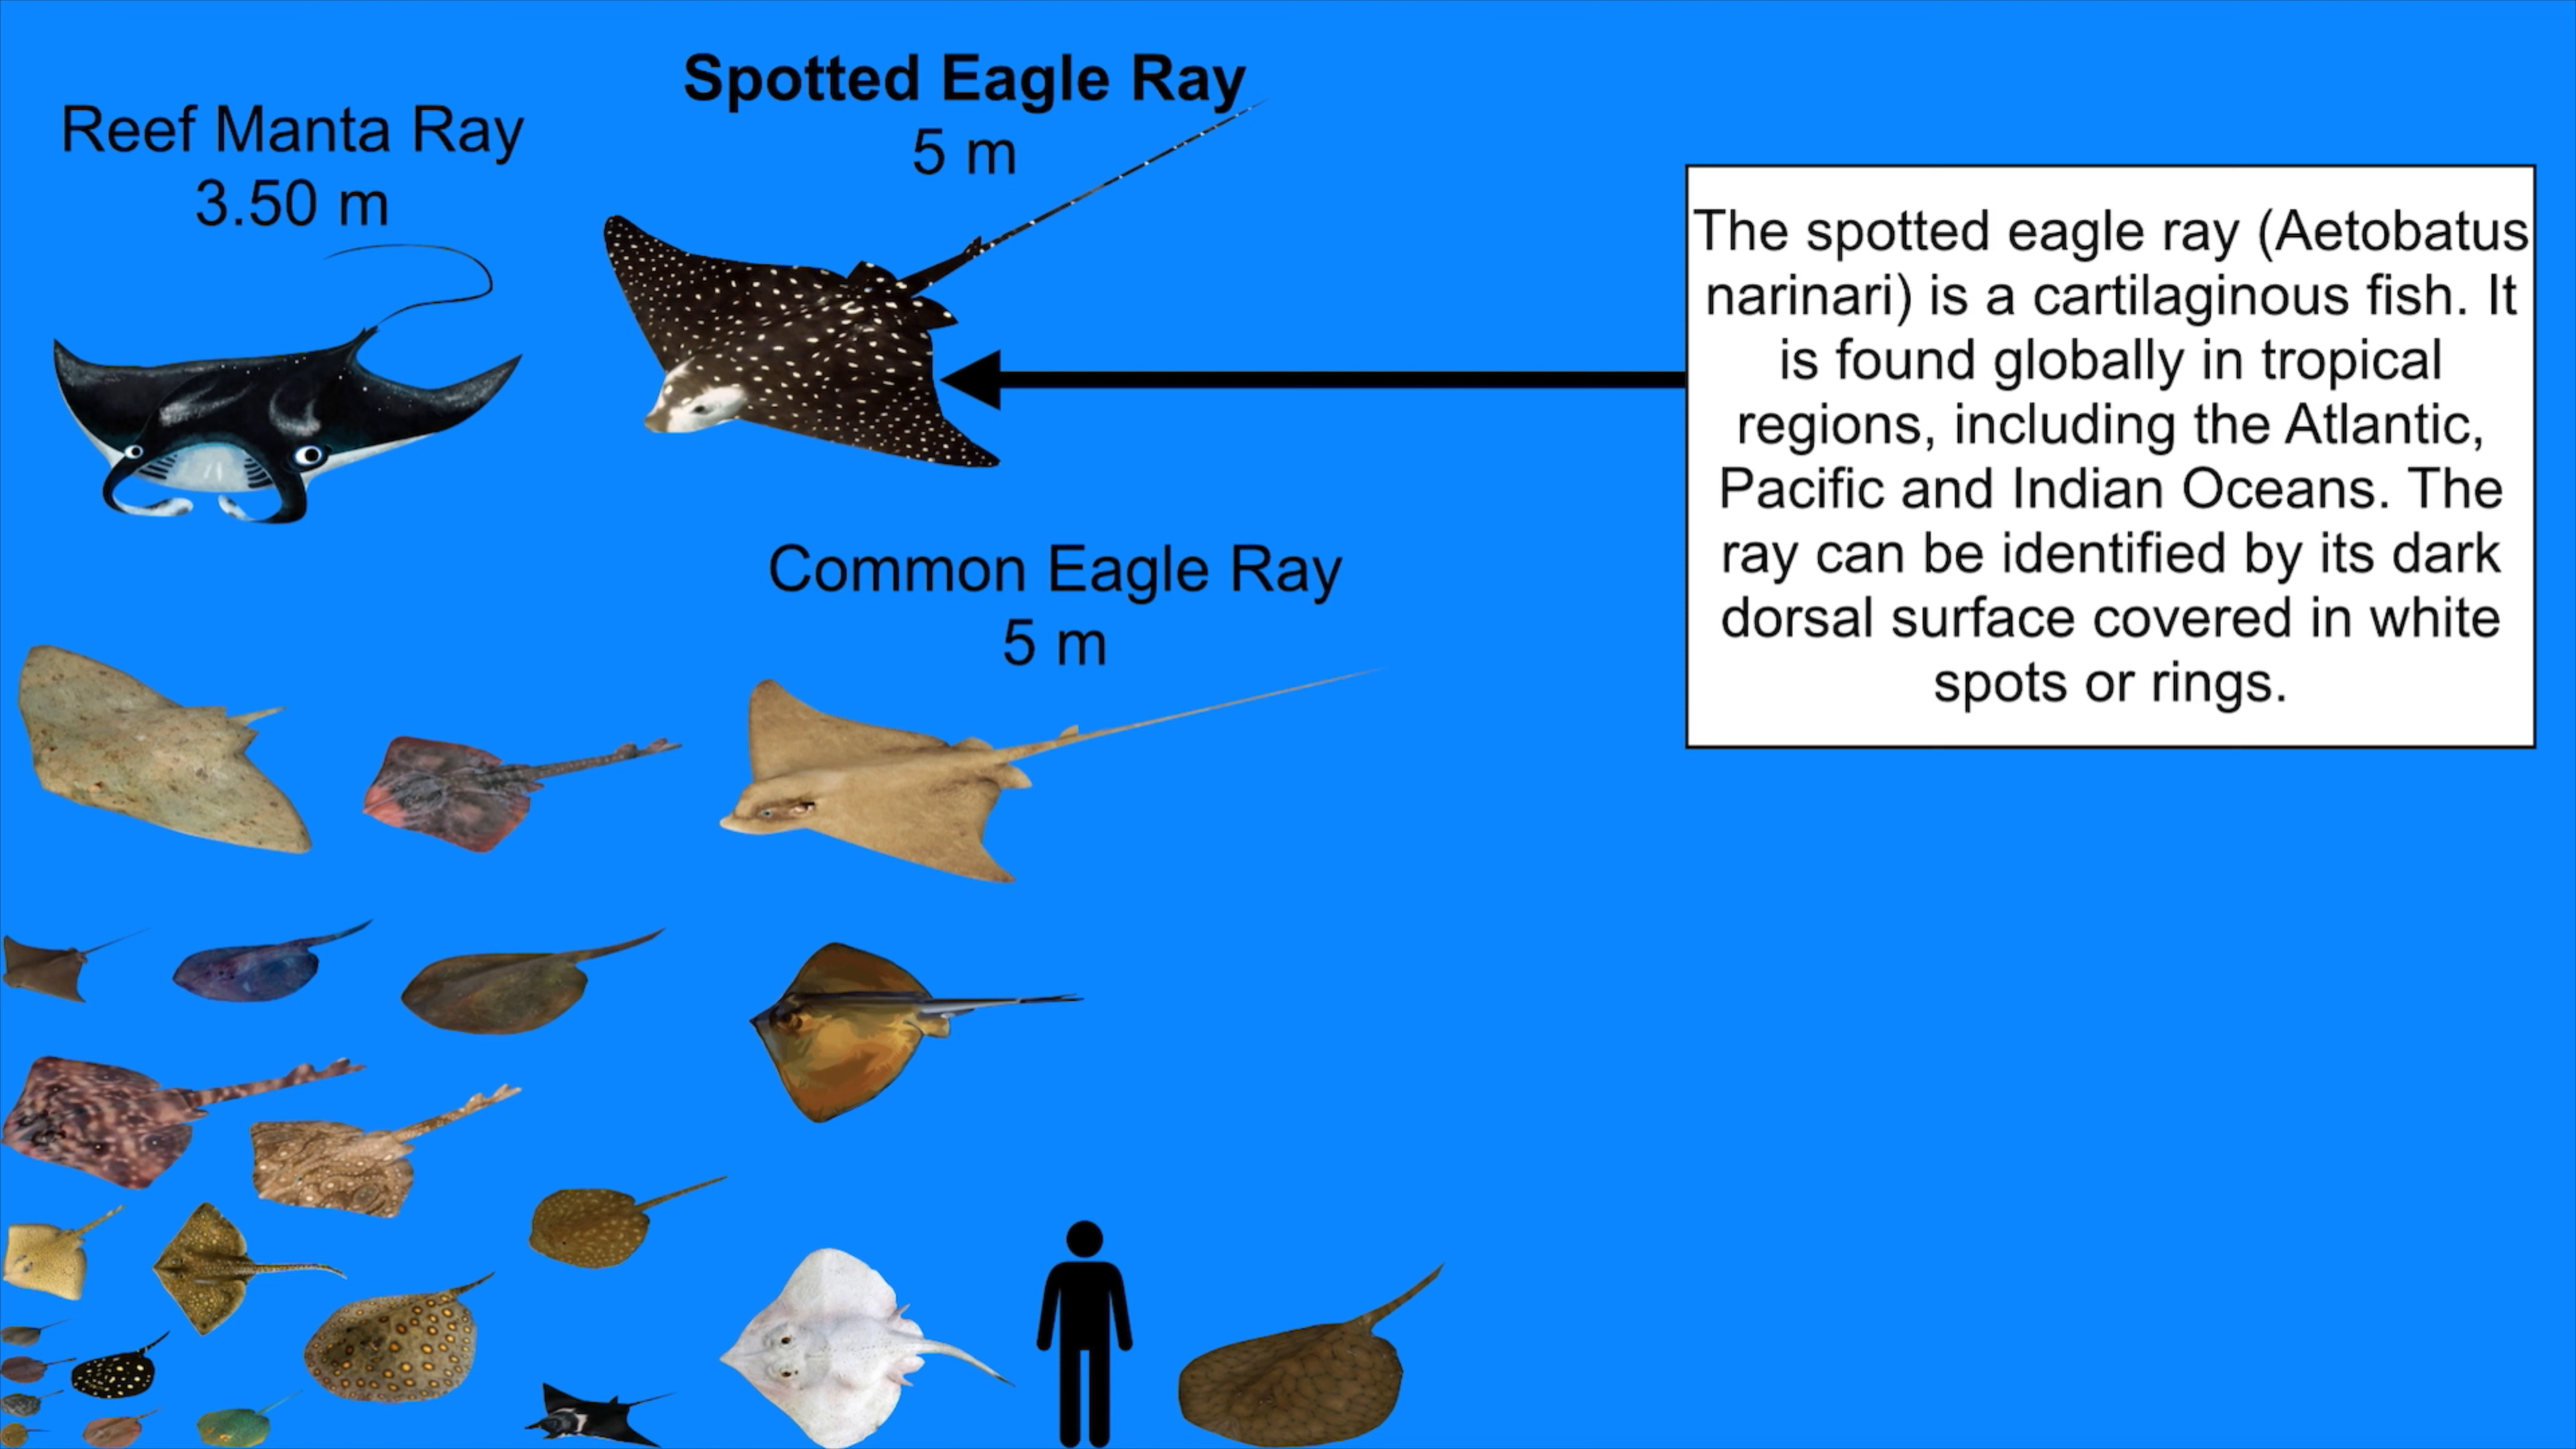 Spotted Eagle Ray
5 m
Reef Manta Ray
3.50 m
The spotted eagle ray (Aetobatus
narinari) is a cartilaginous fish. It
is found globally in tropical
regions, including the Atlantic,
Pacific and Indian Oceans. The
ray can be identified by its dark
dorsal surface covered in white
spots or rings.
Common Eagle Ray
5 m